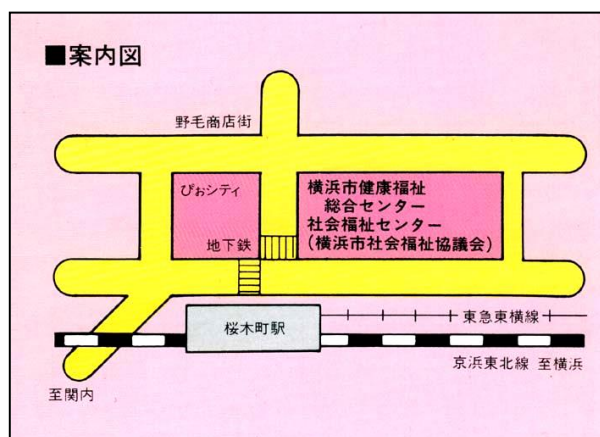 ■案内図
野毛商店街
ぴぉシティ
横浜市健康福祉
総合センター
社会福祉センター
(横浜市社会福祉協議会)
地下鉄
桜木町駅
東急東横線
京浜東北線 至横浜
至関内